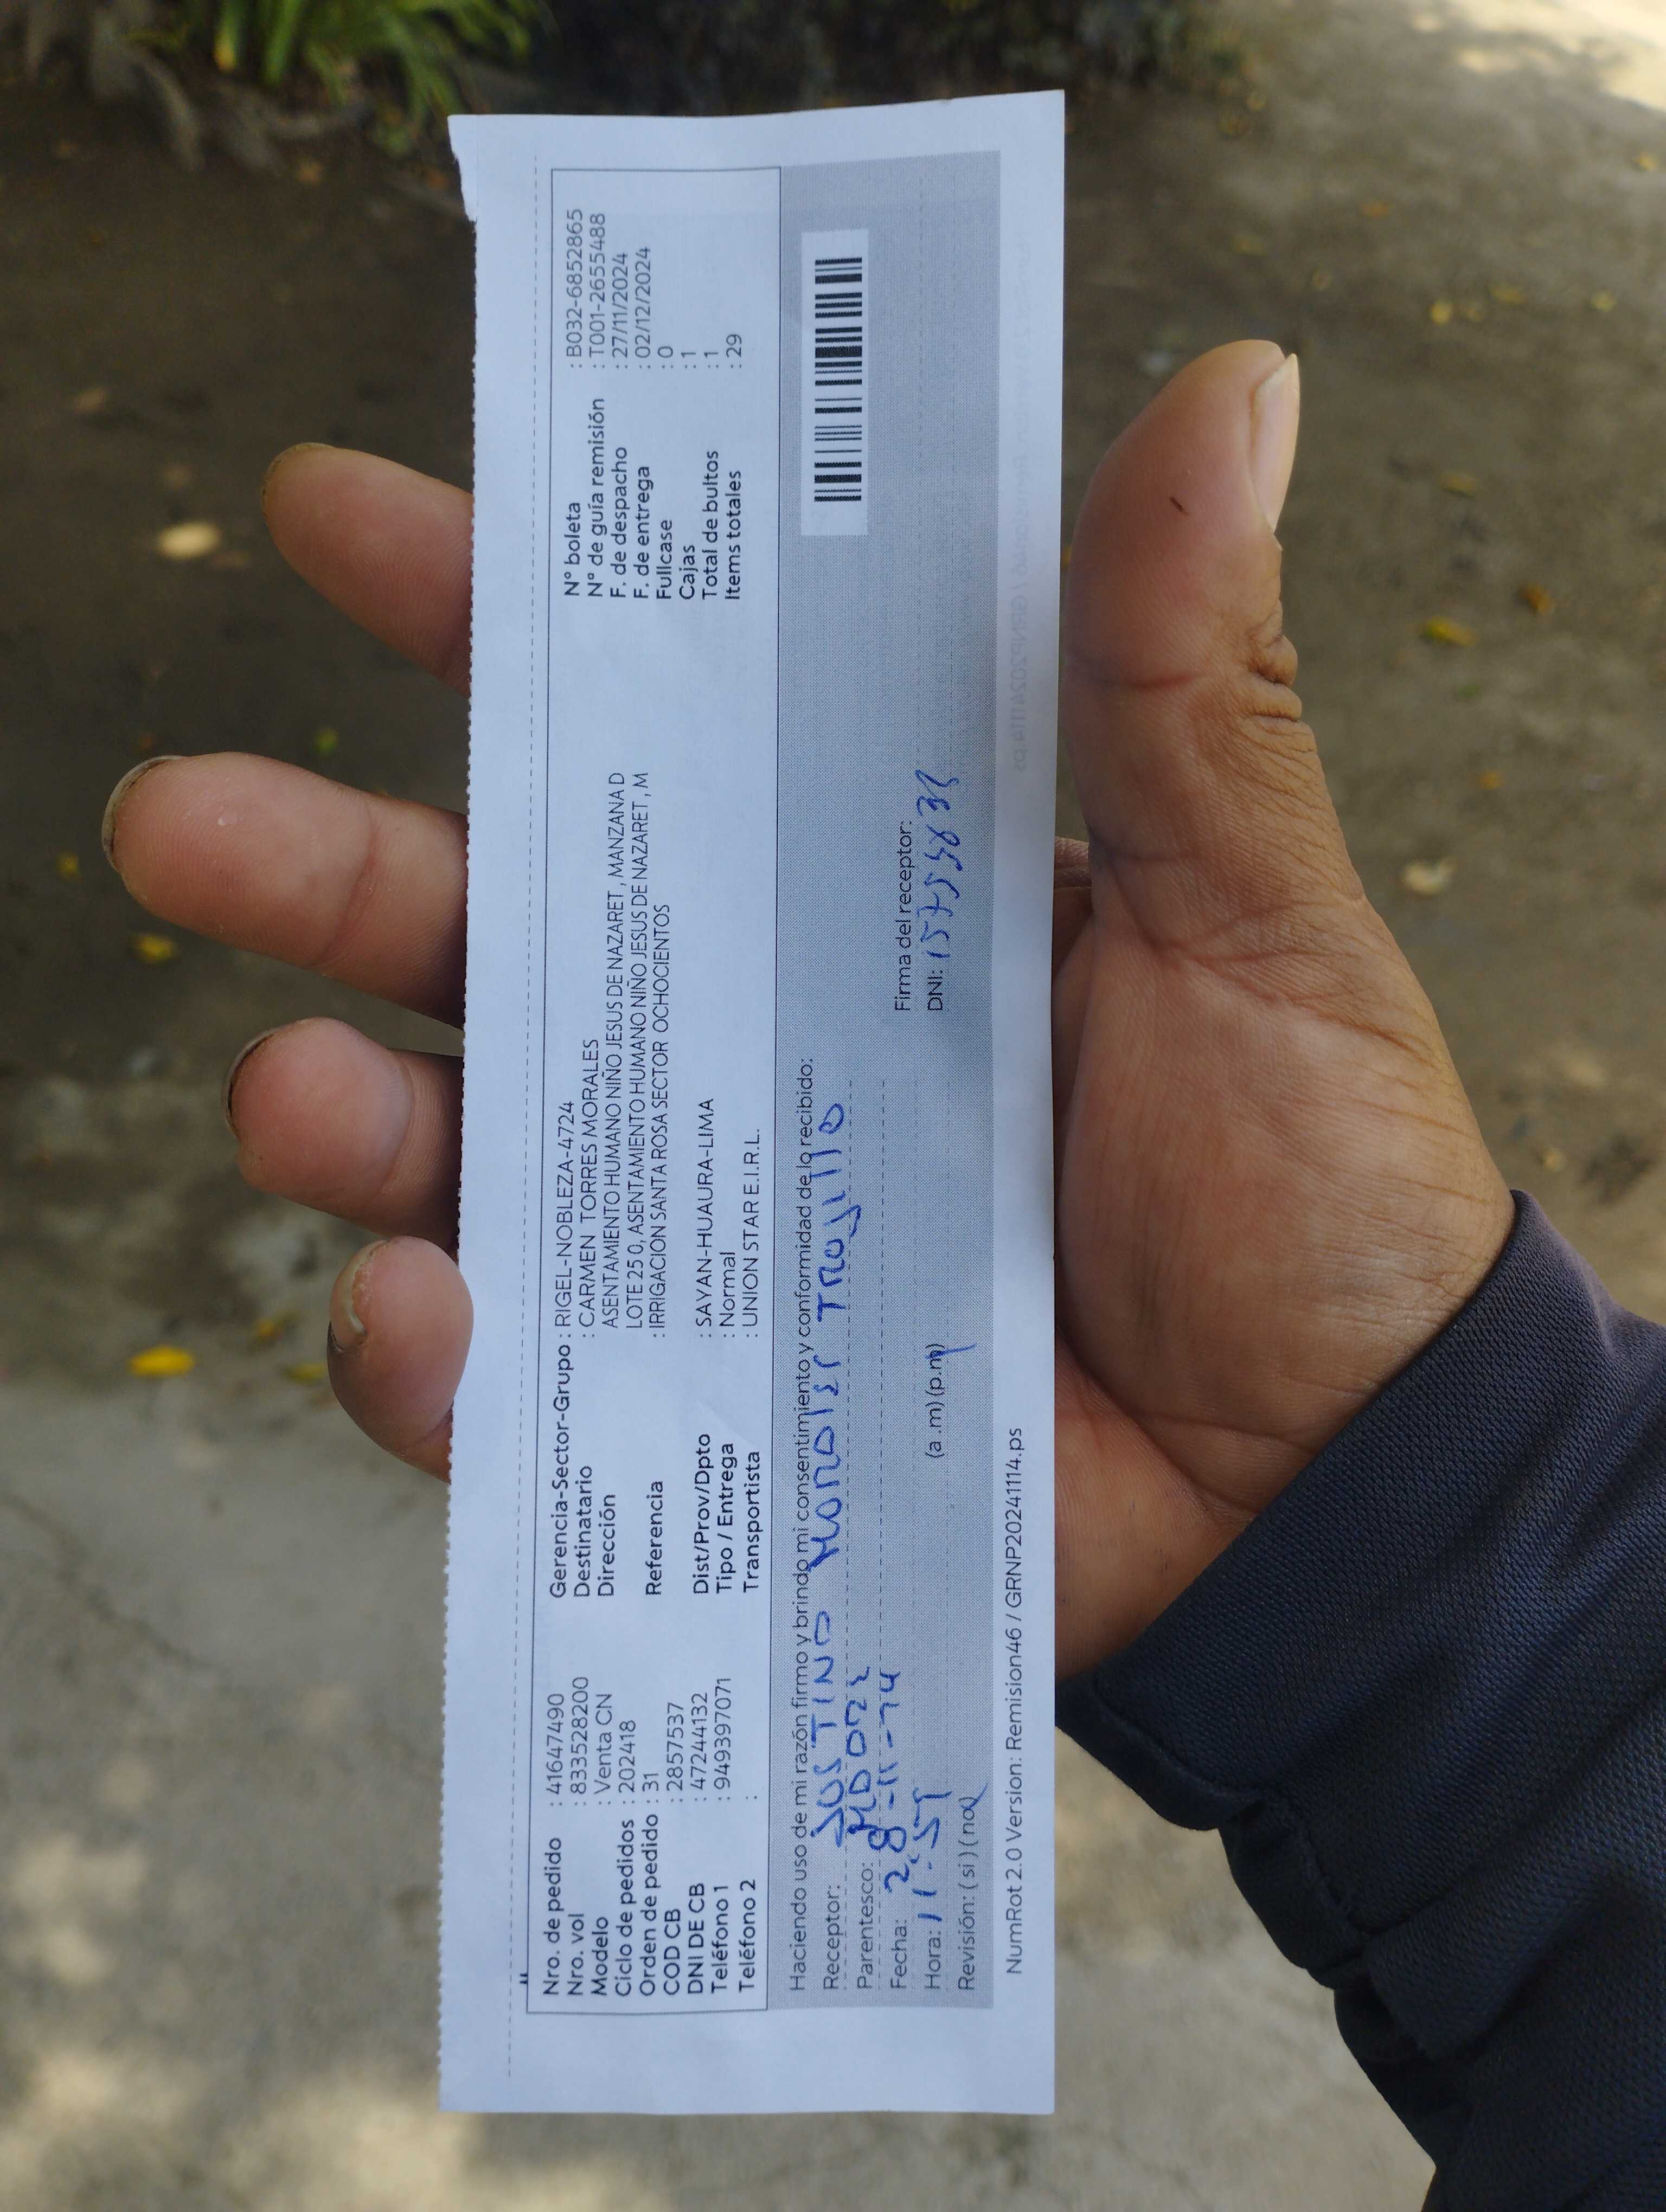 Nro. de pedido : 41647490
Nro. vol : 833528200
Modelo : Venta CN
Ciclo de pedidos : 202418
Orden de pedido : 31
COD CB : 2857537
DNI DE CB : 47244132
Teléfono 1 : 949397071
Teléfono 2 :
Gerencia-Sector-Grupo : RIGEL-NOBLEZA-4724
Destinatario : CARMEN TORRES MORALES
Dirección ASENTAMIENTO HUMANO NIÑO JESUS DE NAZARET , MANZANA D
LOTE 25 0, ASENTAMIENTO HUMANO NIÑO JESUS DE NAZARET , M
Referencia : IRRIGACION SANTA ROSA SECTOR OCHOCIENTOS
Dist/Prov/Dpto : SAYAN-HUAURA-LIMA
Tipo / Entrega : Normal
Transportista : UNION STAR E.I.R.L.
N° boleta : B032-6852865
N° de guía remisión : T001-2655488
F. de despacho : 27/11/2024
F. de entrega : 02/12/2024
Fullcase : 0
Cajas : 1
Total de bultos : 1
Items totales : 29
Haciendo uso de mi razón firmo y brindo mi consentimiento y conformidad de lo recibido:
Receptor: JUSTINO TRUJILLO
Parentesco:
Fecha: 28-11-
Hora: 11:5 (a .m) (p.m)
Revisión: ( si ) ( no)
Firma del receptor:
DNI:
NumRot 2.0 Version: Remision46 / GRNP20241114.ps